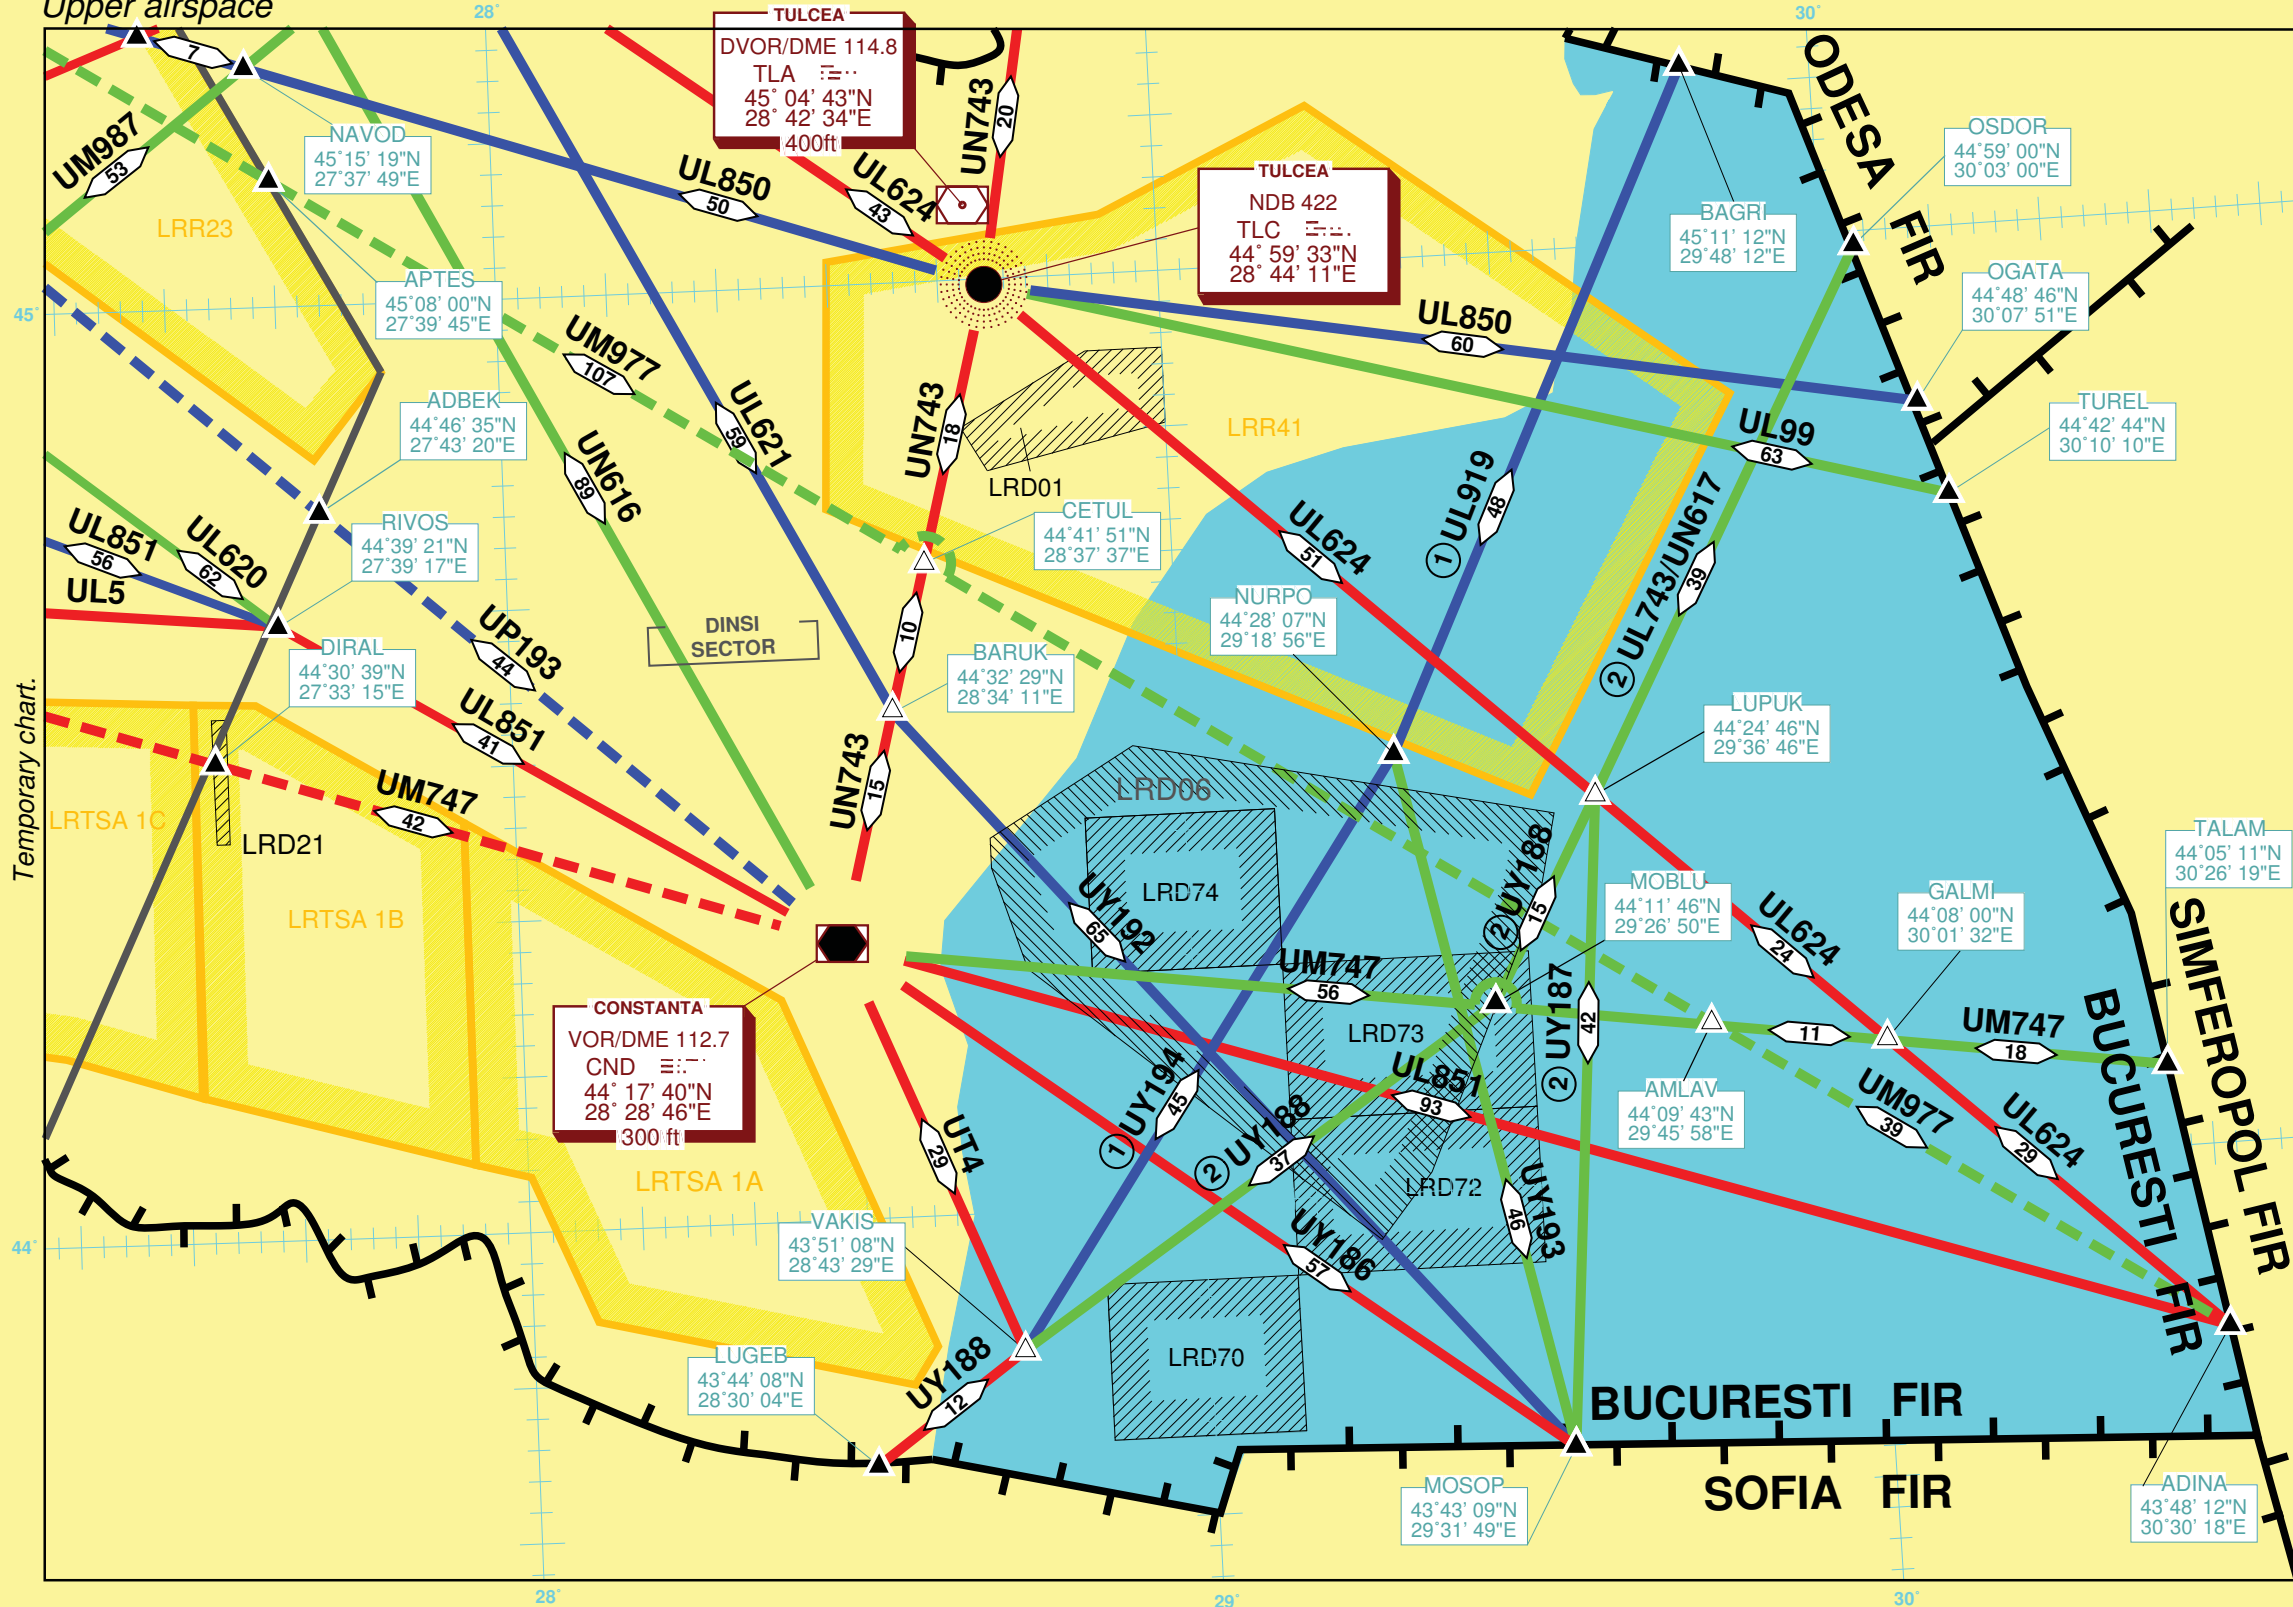 Upper airspace
28°
30°
TULCEA
DVOR/DME 114.8
TLA
45° 04' 43"N
28° 42' 34"E
400ft
7
UM987
53
NAVOD
45°15' 19"N
27°37' 49"E
LRR23
UL850
50
UL624
43
UN743
20
TULCEA
NDB 422
TLC
44° 59' 33"N
28° 44' 11"E
ODESA FIR
OSDOR
44°59' 00"N
30°03' 00"E
BAGRI
45°11' 12"N
29°48' 12"E
OGATA
44°48' 46"N
30°07' 51"E
45°
APTES
45°08' 00"N
27°39' 45"E
UM977
107
UL850
60
TUREL
44°42' 44"N
30°10' 10"E
ADBEK
44°46' 35"N
27°43' 20"E
UL621
59
UN743
18
LRR41
UL99
63
UN616
89
LRD01
UL919
1
48
UL851
56
UL620
62
RIVOS
44°39' 21"N
27°39' 17"E
CETUL
44°41' 51"N
28°37' 37"E
UL624
51
UL743/UN617
2
39
UL5
UP193
44
DINSI
SECTOR
10
NURPO
44°28' 07"N
29°18' 56"E
DIRAL
44°30' 39"N
27°33' 15"E
BARUK
44°32' 29"N
28°34' 11"E
LUPUK
44°24' 46"N
29°36' 46"E
Temporary chart.
UL851
41
UN743
15
LRD06
UM747
42
LRTSA 1C
LRD21
LRTSA 1B
LRD74
UY188
2
15
MOBLU
44°11' 46"N
29°26' 50"E
TALAM
44°05' 11"N
30°26' 19"E
GALMI
44°08' 00"N
30°01' 32"E
UY192
65
UL624
24
UM747
56
UY187
2
42
LRD73
11
UM747
18
CONSTANTA
VOR/DME 112.7
CND
44° 17' 40"N
28° 28' 46"E
300 ft
UL851
93
AMLAV
44°09' 43"N
29°45' 58"E
UM977
39
UL624
29
BUCURESTI FIR
SIMFEROPOL FIR
UT4
29
UY194
1
45
UY188
2
37
LRTSA 1A
LRD72
UY193
46
VAKIS
43°51' 08"N
28°43' 29"E
44°
UY186
57
LUGEB
43°44' 08"N
28°30' 04"E
UY188
12
LRD70
BUCURESTI FIR
SOFIA FIR
MOSOP
43°43' 09"N
29°31' 49"E
ADINA
43°48' 12"N
30°30' 18"E
28°
29°
30°